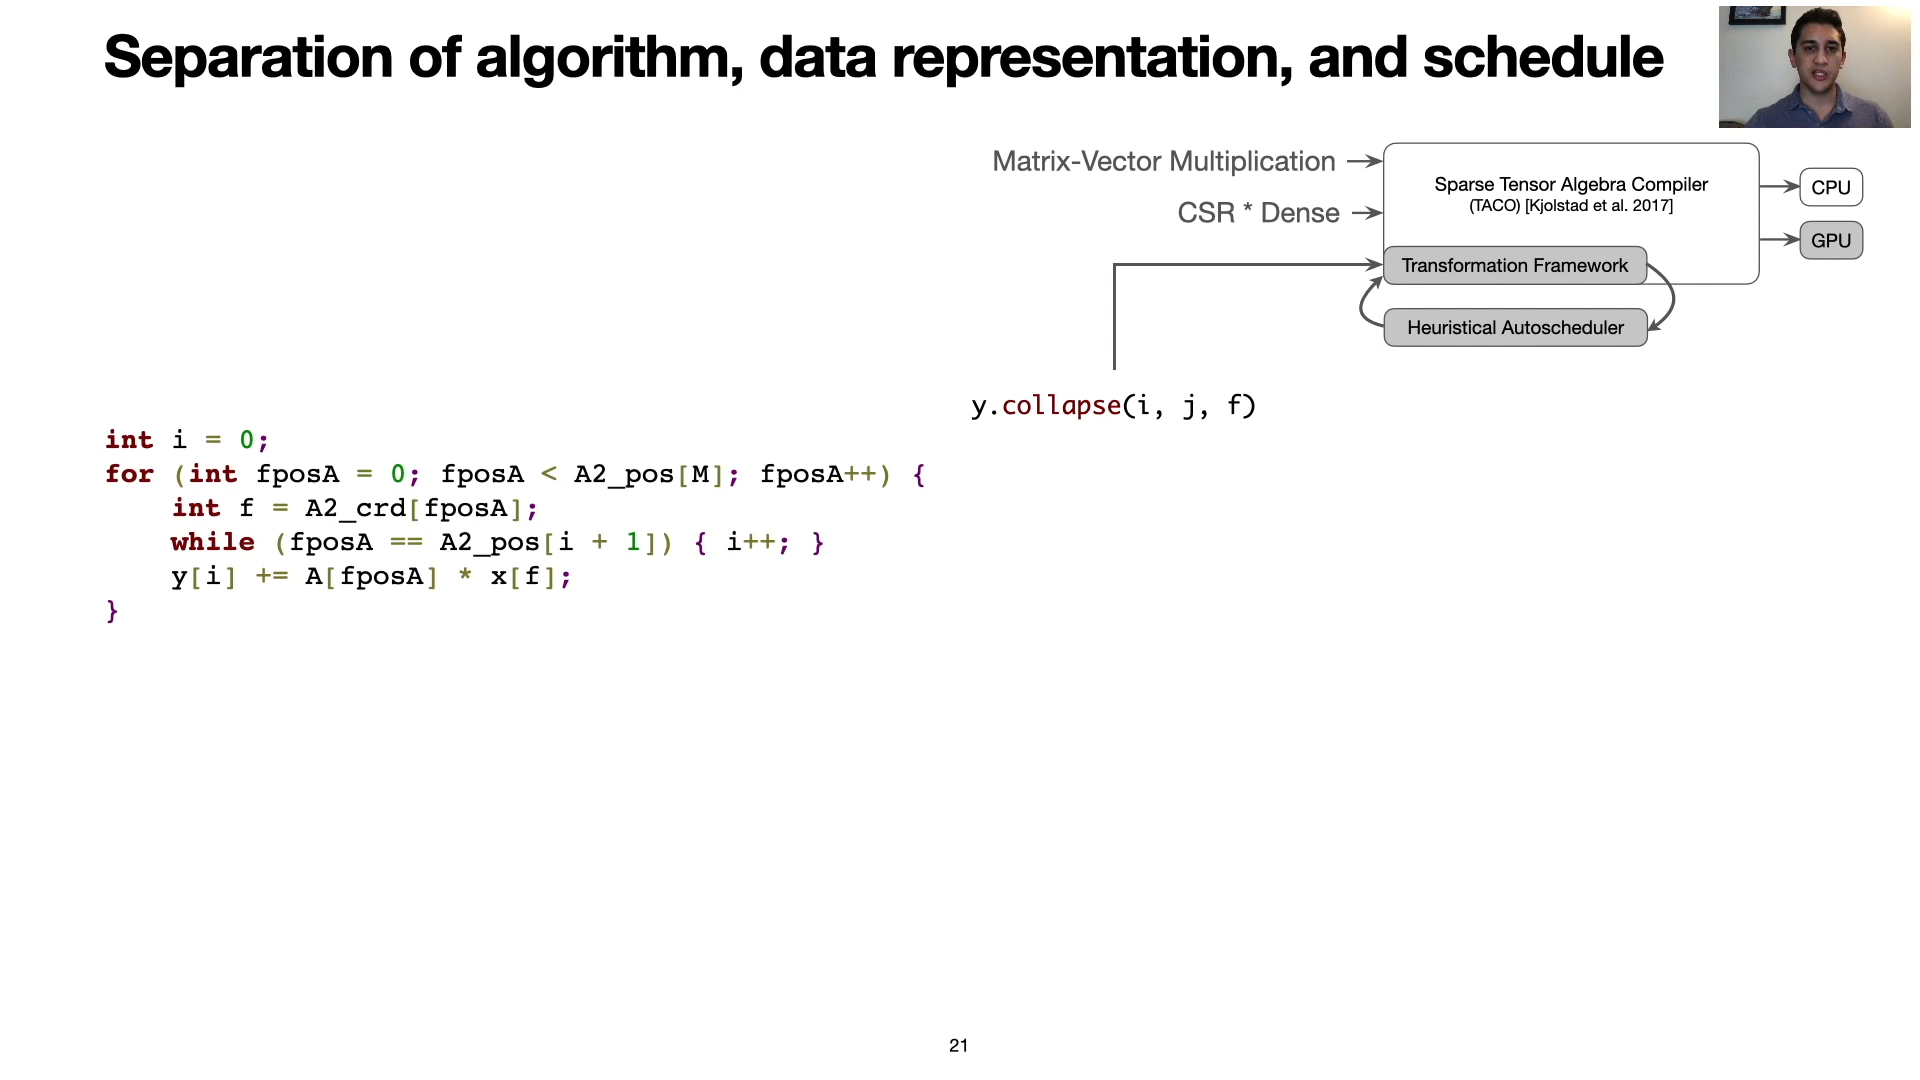 Separation of algorithm, data representation, and schedule
Matrix-Vector Multiplication
CSR * Dense
Sparse Tensor Algebra Compiler
(TACO) [Kjolstad et al. 2017]
CPU
GPU
Transformation Framework
Heuristical Autoscheduler
y.collapse(i, j, f)
int i = 0;
for (int fposA = 0; fposA < A2_pos[M]; fposA++) {
    int f = A2_crd[fposA];
    while (fposA == A2_pos[i + 1]) { i++; }
    y[i] += A[fposA] * x[f];
}
21